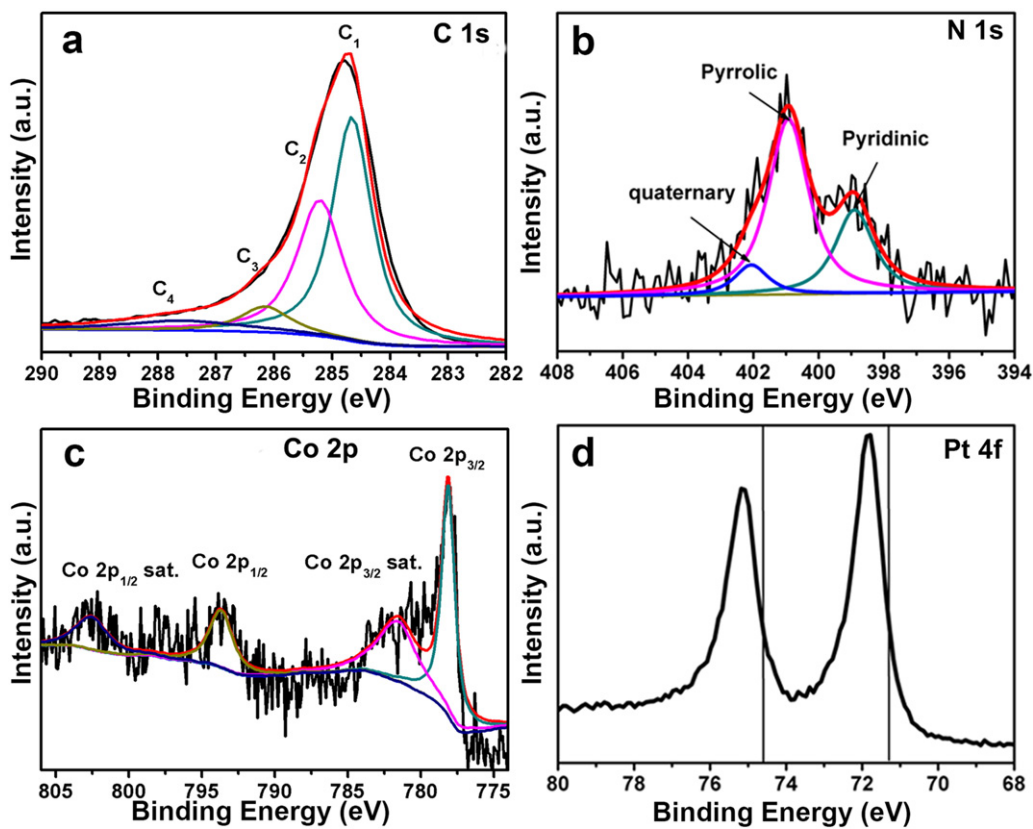 a
C 1s
C₁
C₂
C₃
C₄
Intensity (a.u.)
290 289 288 287 286 285 284 283 282
Binding Energy (eV)
b
N 1s
Pyrrolic
Pyridinic
quaternary
Intensity (a.u.)
408 406 404 402 400 398 396 394
Binding Energy (eV)
c
Co 2p
Co 2p₃/₂
Co 2p₁/₂ sat.
Co 2p₁/₂
Co 2p₃/₂ sat.
Intensity (a.u.)
805 800 795 790 785 780 775
Binding Energy (eV)
d
Pt 4f
Intensity (a.u.)
80 78 76 74 72 70 68
Binding Energy (eV)